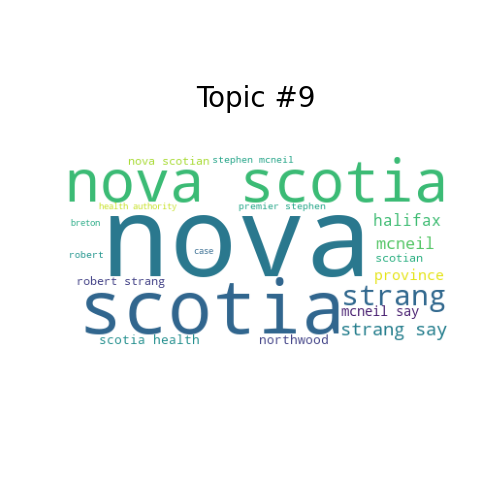 Topic #9
nova scotian stephen mcneil
nova scotia
health authority premier stephen
nova
breton
halifax
case
mcneil
robert
scotian
province
robert strang
scotia
strang
mcneil say
strang say
scotia health
northwood